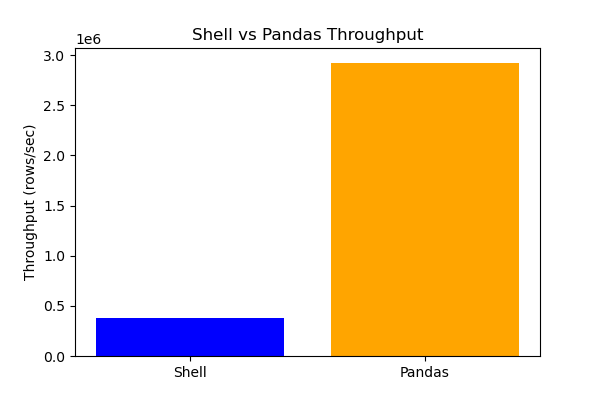 Shell vs Pandas Throughput
1e6
3.0
2.5
2.0
1.5
1.0
0.5
0.0
Throughput (rows/sec)
Shell
Pandas